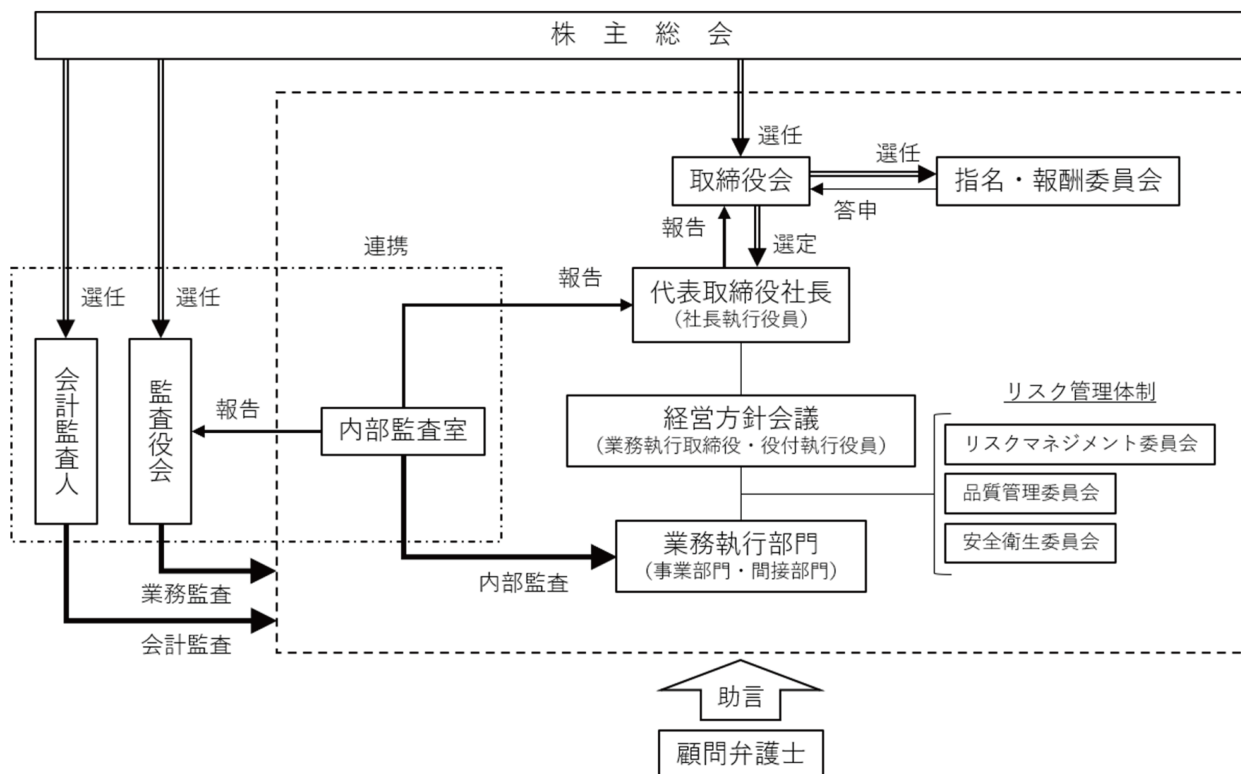 株主総会
選任
選任
取締役会
指名・報酬委員会
答申
報告
選定
連携
報告
代表取締役社長
（社長執行役員）
選任
選任
会計監査人
監査役会
報告
内部監査室
経営方針会議
（業務執行取締役・役付執行役員）
リスク管理体制
リスクマネジメント委員会
品質管理委員会
安全衛生委員会
業務執行部門
（事業部門・間接部門）
内部監査
業務監査
会計監査
助言
顧問弁護士